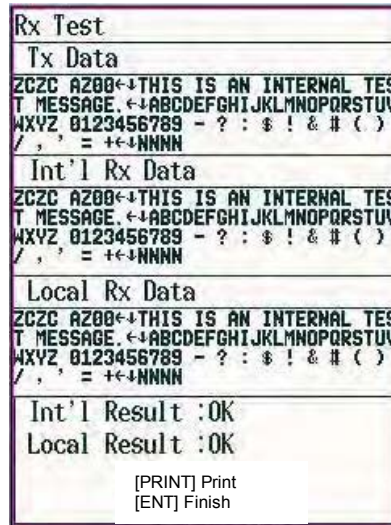 Rx Test
Tx Data
ZCZC AZ00←↓THIS IS AN INTERNAL TES
T MESSAGE.←↓ABCDEFGHIJKLMNOPQRSTUV
WXYZ 0123456789 - ? : $ ! & # ( )
/ , ' = +←↓NNNN
Int'l Rx Data
ZCZC AZ00←↓THIS IS AN INTERNAL TES
T MESSAGE.←↓ABCDEFGHIJKLMNOPQRSTUV
WXYZ 0123456789 - ? : $ ! & # ( )
/ , ' = +←↓NNNN
Local Rx Data
ZCZC AZ00←↓THIS IS AN INTERNAL TES
T MESSAGE.←↓ABCDEFGHIJKLMNOPQRSTUV
WXYZ 0123456789 - ? : $ ! & # ( )
/ , ' = +←↓NNNN
Int'l Result :OK
Local Result :OK
[PRINT] Print
[ENT] Finish